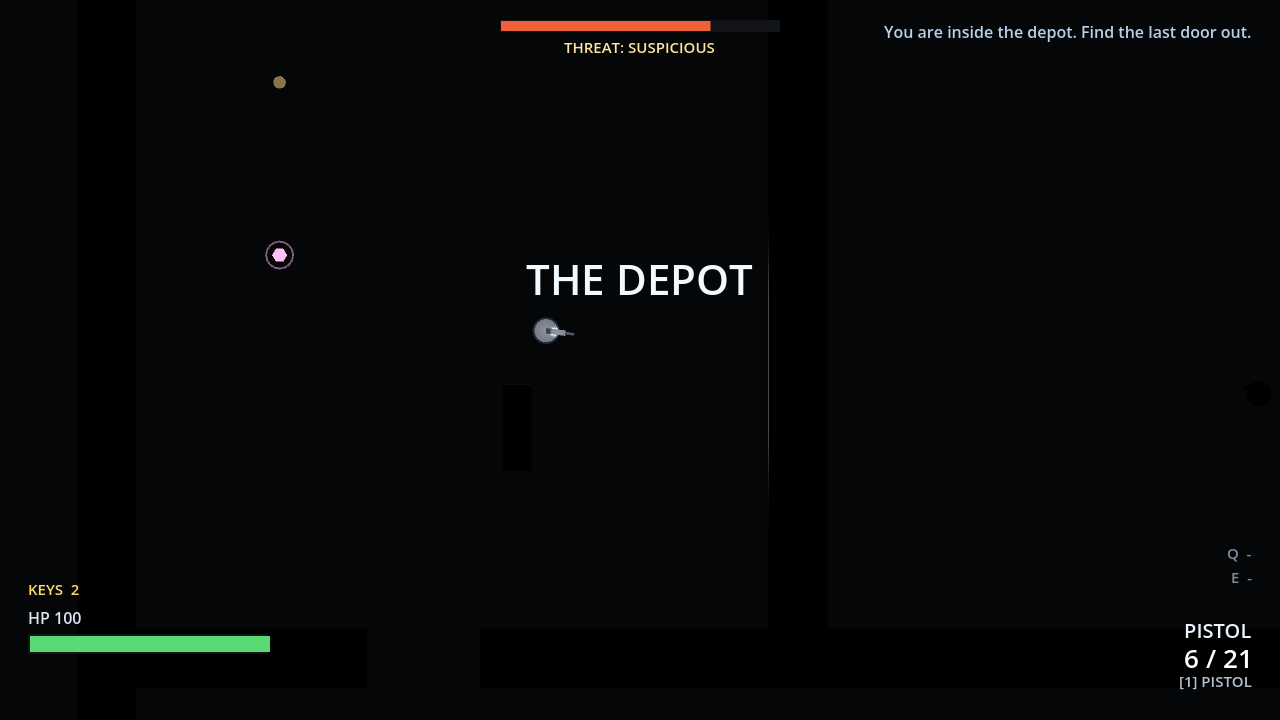 THREAT: SUSPICIOUS
You are inside the depot. Find the last door out.
THE DEPOT
Q -
E -
KEYS 2
HP 100
PISTOL
6 / 21
[1] PISTOL